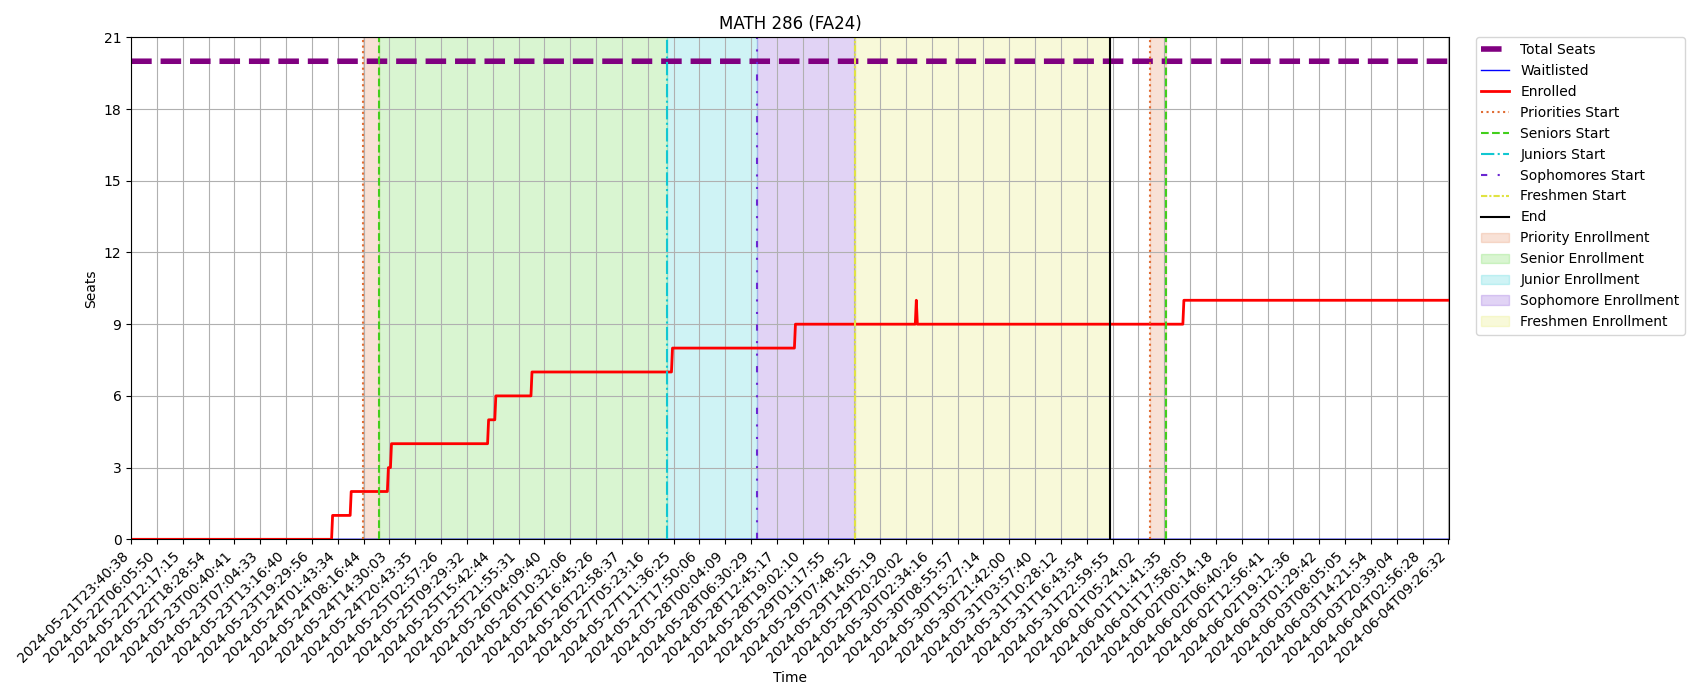 MATH 286 (FA24)
Seats
21
18
15
12
9
6
3
0
2024-05-21T23:40:38
2024-05-22T06:05:50
2024-05-22T12:17:15
2024-05-22T18:28:54
2024-05-23T00:40:41
2024-05-23T07:04:33
2024-05-23T13:16:40
2024-05-23T19:29:56
2024-05-24T01:43:34
2024-05-24T08:16:44
2024-05-24T14:30:03
2024-05-24T20:43:35
2024-05-25T02:57:26
2024-05-25T09:29:32
2024-05-25T15:42:44
2024-05-25T21:55:31
2024-05-26T04:09:40
2024-05-26T10:32:06
2024-05-26T16:45:26
2024-05-26T22:58:37
2024-05-27T05:23:16
2024-05-27T11:36:25
2024-05-27T17:50:06
2024-05-28T00:04:09
2024-05-28T06:30:29
2024-05-28T12:45:17
2024-05-28T19:02:10
2024-05-29T01:17:55
2024-05-29T07:48:52
2024-05-29T14:05:19
2024-05-29T20:20:02
2024-05-30T02:34:16
2024-05-30T08:55:57
2024-05-30T15:27:14
2024-05-30T21:42:00
2024-05-31T03:57:40
2024-05-31T10:28:12
2024-05-31T16:43:54
2024-05-31T22:59:55
2024-06-01T05:24:02
2024-06-01T11:41:35
2024-06-01T17:58:05
2024-06-02T00:14:18
2024-06-02T06:40:26
2024-06-02T12:56:41
2024-06-02T19:12:36
2024-06-03T01:29:42
2024-06-03T08:05:05
2024-06-03T14:21:54
2024-06-03T20:39:04
2024-06-04T02:56:28
2024-06-04T09:26:32
Time
Total Seats
Waitlisted
Enrolled
Priorities Start
Seniors Start
Juniors Start
Sophomores Start
Freshmen Start
End
Priority Enrollment
Senior Enrollment
Junior Enrollment
Sophomore Enrollment
Freshmen Enrollment